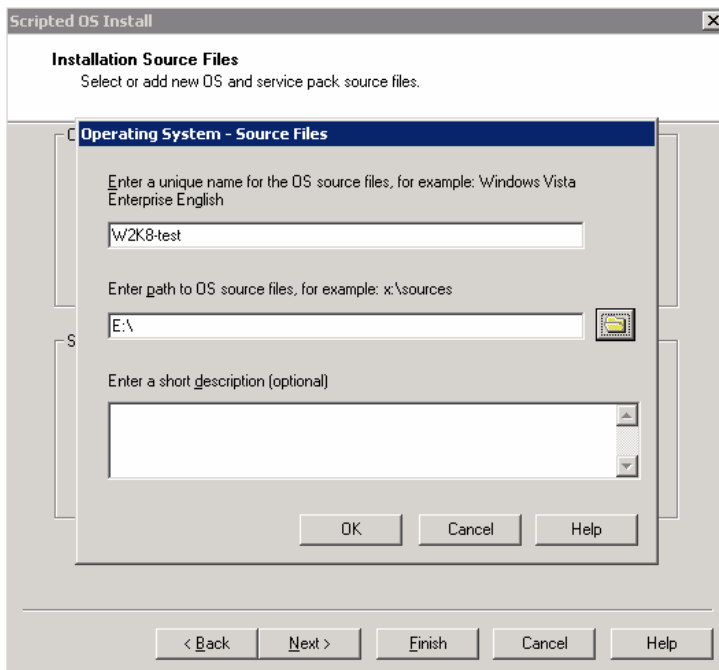 Scripted OS Install
Installation Source Files
Select or add new OS and service pack source files.
C
Operating System - Source Files
Enter a unique name for the OS source files, for example: Windows Vista
Enterprise English
W2K8-test
Enter path to OS source files, for example: x:\sources
E:\
S
Enter a short description (optional)
OK Cancel Help
< Back Next > Finish Cancel Help